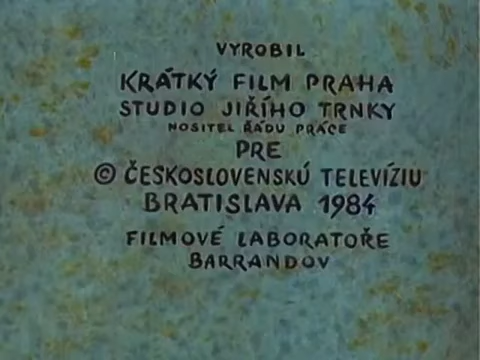 VYROBIL
KRÁTKÝ FILM PRAHA
STUDIO JIŘÍHO TRNKY
NOSITEL ŘÁDU PRÁCE
PRE
© ČESKOSLOVENSKÚ TELEVÍZIU
BRATISLAVA 1984
FILMOVÉ LABORATOŘE
BARRANDOV